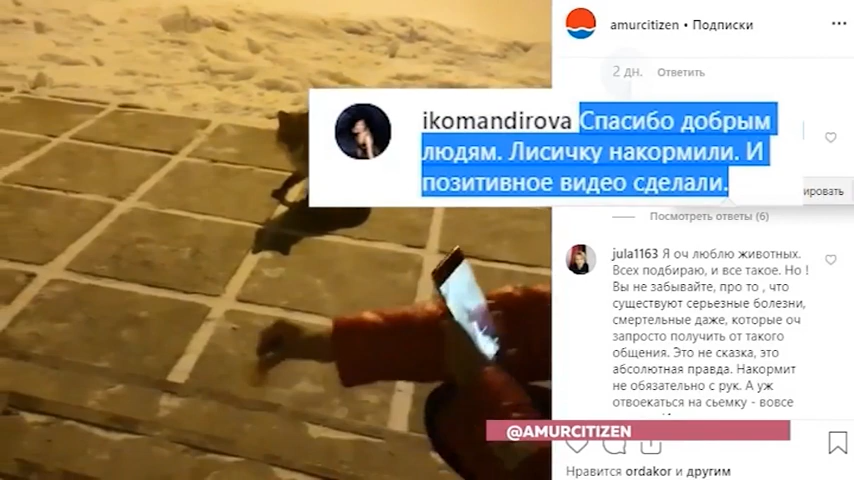 amurcitizen • Подписки
2 дн. Ответить
ikomandirova Спасибо добрым
людям. Лисичку накормили. И
позитивное видео сделали.
ировать
Посмотреть ответы (6)
jula1163 Я оч люблю животных.
Всех подбираю, и все такое. Но !
Вы не забывайте, про то , что
существуют серьезные болезни,
смертельные даже, которые оч
запросто получить от такого
общения. Это не сказка, это
абсолютная правда. Накормит
не обязательно с рук. А уж
отвоекаться на сьемку - вовсе
@AMURCITIZEN
Нравится ordakor и другим